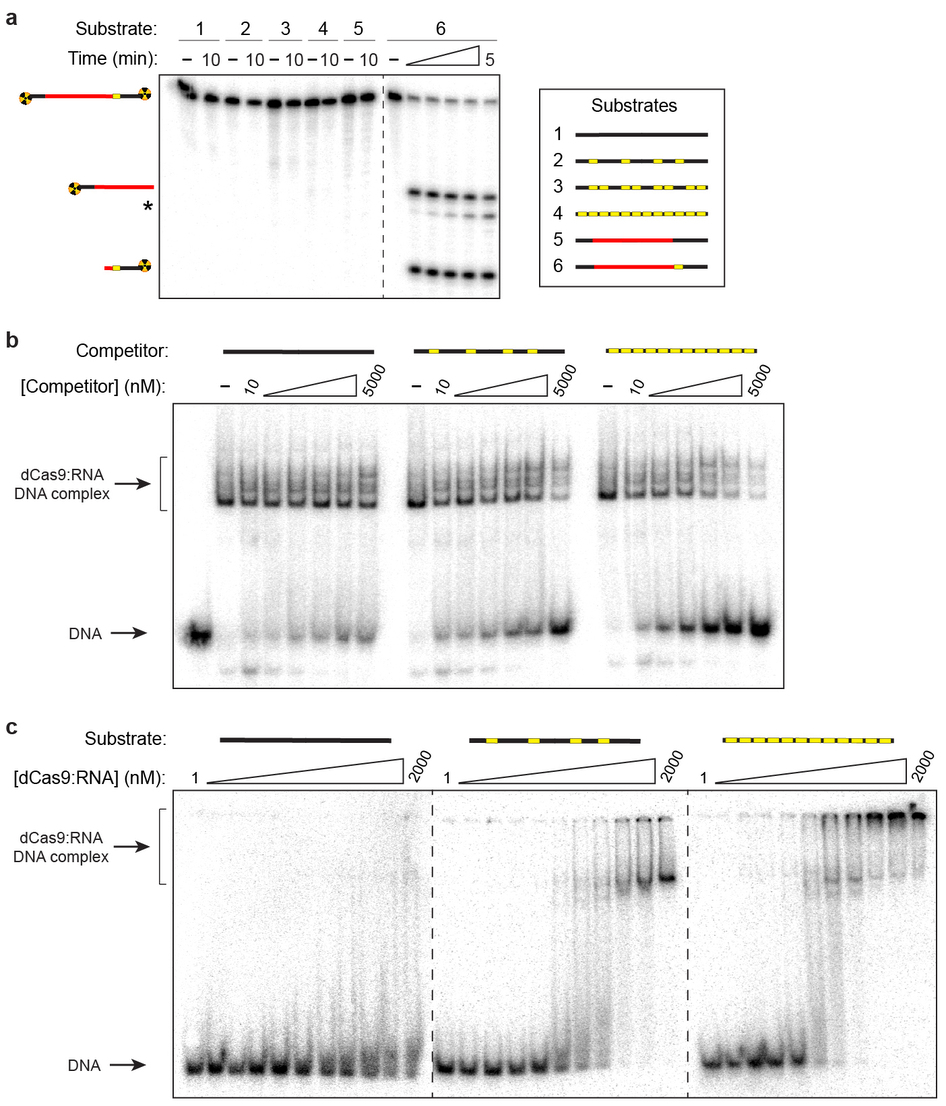 a
Substrate: 1 2 3 4 5 6
Time (min): – 10 – 10 – 10 – 10 – 10 – 5
*
Substrates
1
2
3
4
5
6
b
Competitor:
[Competitor] (nM): – 10 5000 – 10 5000 – 10 5000
dCas9:RNA
DNA complex
DNA
c
Substrate:
[dCas9:RNA] (nM): 1 2000 1 2000 1 2000
dCas9:RNA
DNA complex
DNA